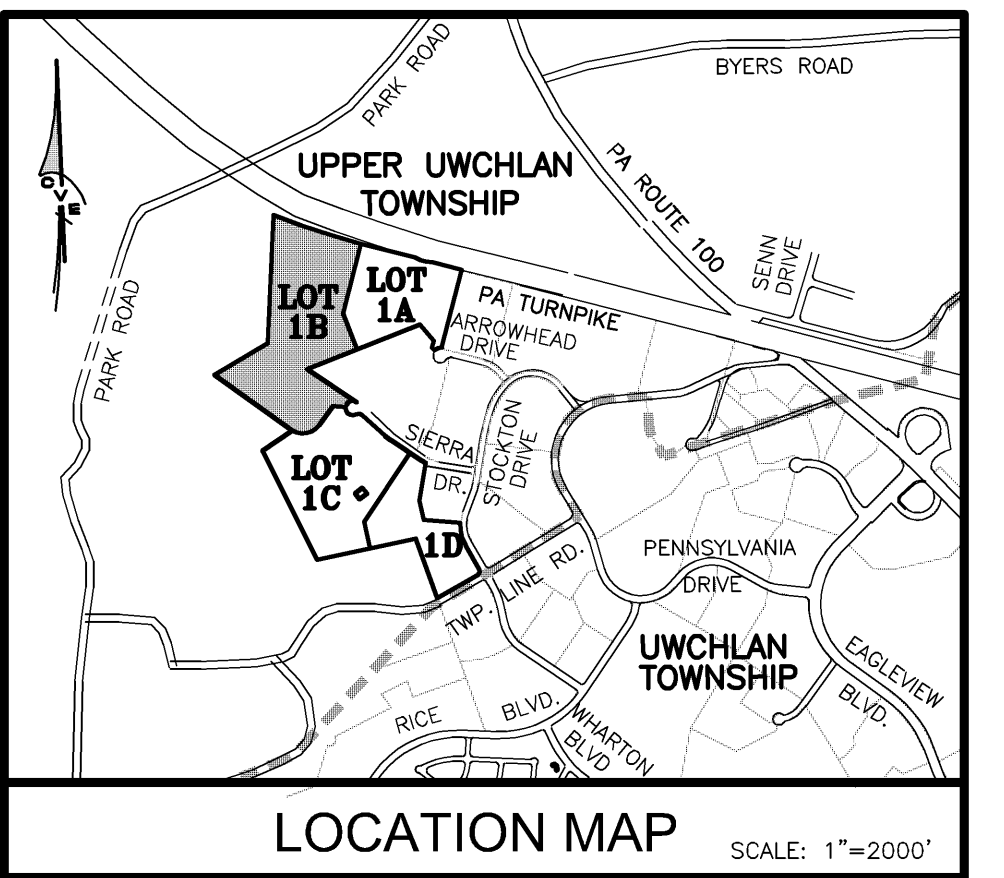 BYERS ROAD
PARK ROAD
UPPER UWCHLAN
TOWNSHIP
PA ROUTE 100
C V E
SENN
DRIVE
PARK ROAD
LOT
1A
LOT
1B
PA TURNPIKE
ARROWHEAD
DRIVE
STOCKTON
DRIVE
SIERRA
DR.
LOT
1C
1D
PENNSYLVANIA
DRIVE
TWP. LINE RD.
UWCHLAN
TOWNSHIP
EAGLEVIEW
BLVD.
RICE BLVD.
WHARTON
BLVD
LOCATION MAP
SCALE: 1"=2000'